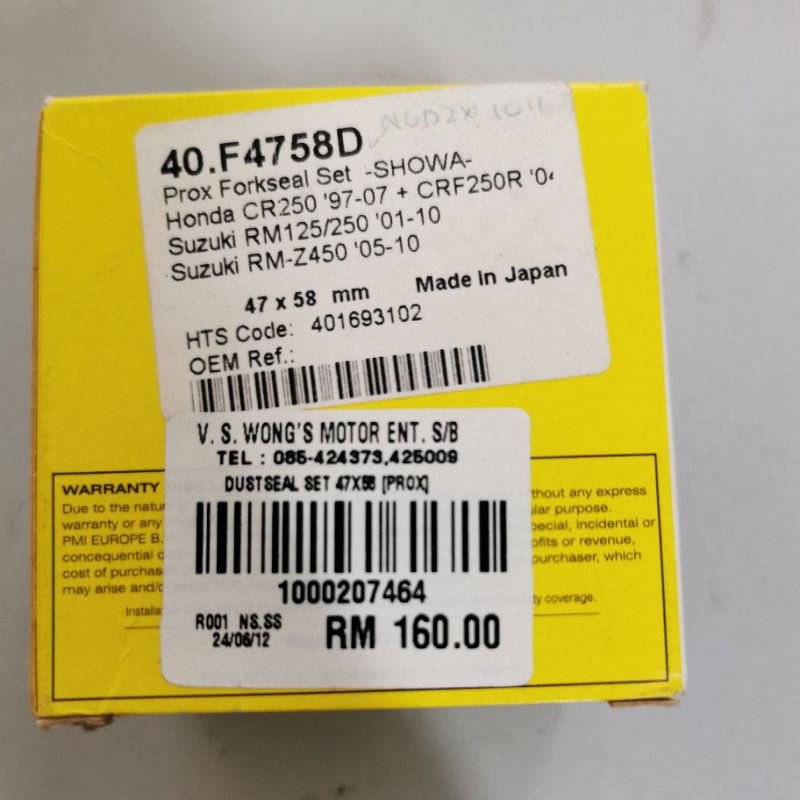 40.F4758D
Prox Forkseal Set -SHOWA-
Honda CR250 '97-07 + CRF250R '04
Suzuki RM125/250 '01-10
Suzuki RM-Z450 '05-10
47 x 58 mm Made in Japan
HTS Code: 401693102
OEM Ref.:
V. S. WONG'S MOTOR ENT. S/B
TEL : 085-424373,425009
DUSTSEAL SET 47X58 [PROX]
1000207464
R001 NS.SS
24/06/12
RM 160.00
WARRANTY
Due to the natur
warranty or any
PMI EUROPE B.
concequential
cost of purchas
may arise and/
Installa
thout any express
lar purpose.
pecial, incidental or
ofits or revenue,
purchaser, which
ty coverage.